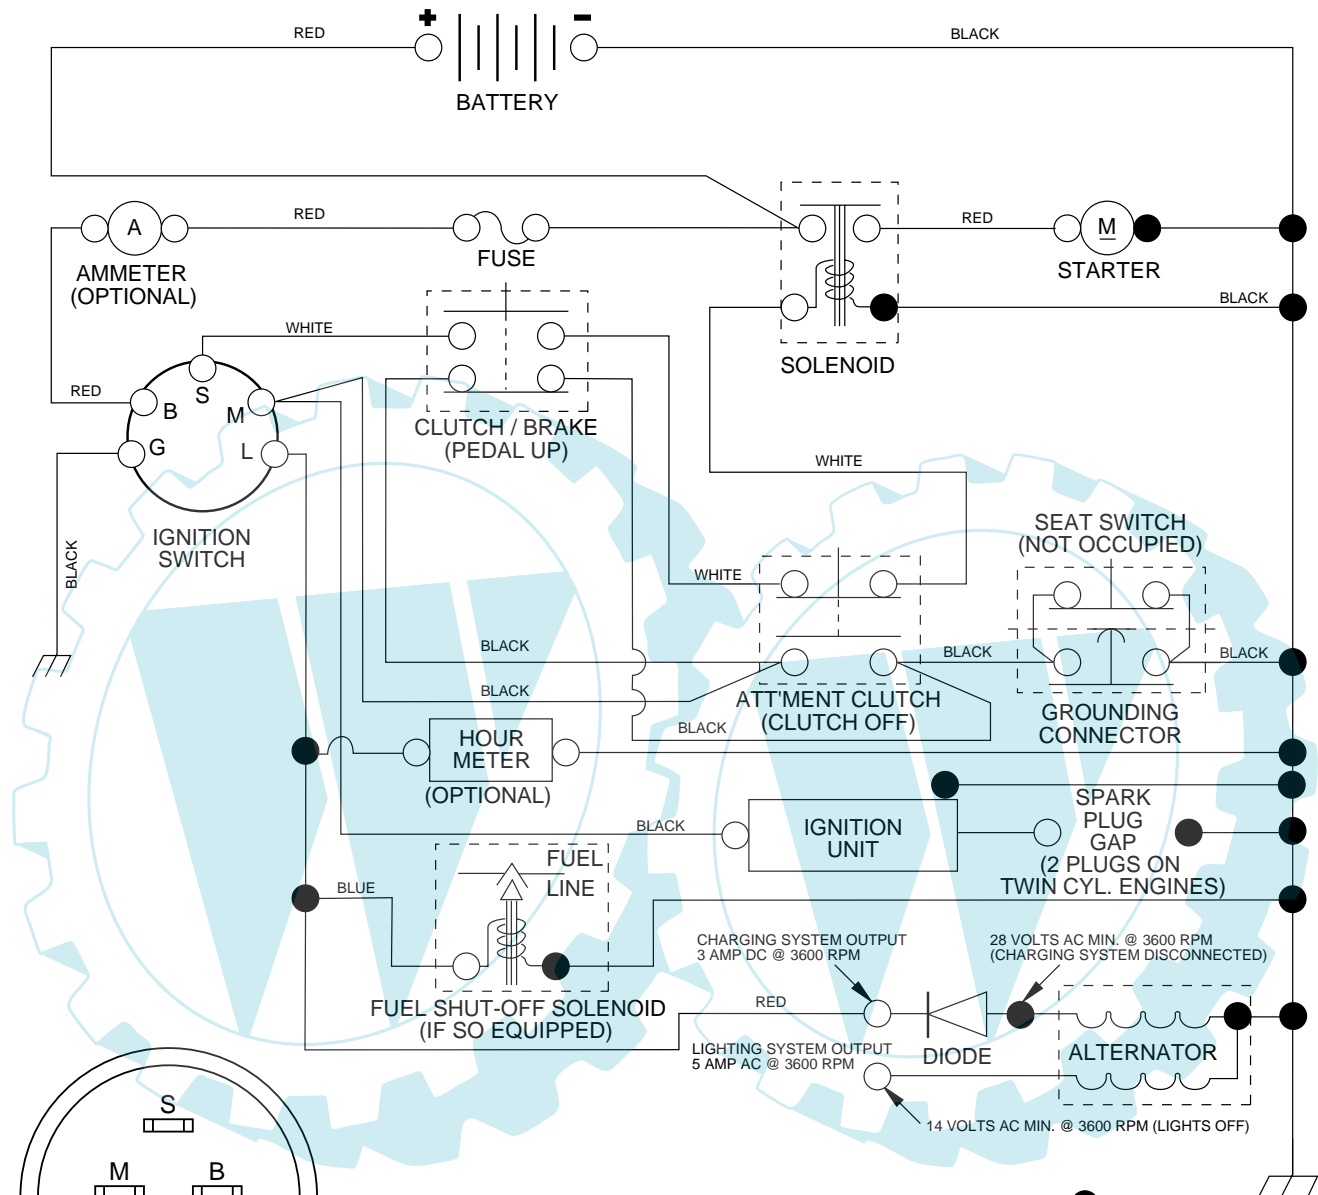 + -
RED
BLACK
BATTERY
RED
A
FUSE
RED
M
AMMETER
(OPTIONAL)
STARTER
WHITE
BLACK
SOLENOID
RED
S
B
M
G
L
CLUTCH / BRAKE
(PEDAL UP)
WHITE
IGNITION
SWITCH
BLACK
SEAT SWITCH
(NOT OCCUPIED)
WHITE
BLACK
BLACK
BLACK
BLACK
ATT'MENT CLUTCH
(CLUTCH OFF)
GROUNDING
CONNECTOR
BLACK
HOUR
METER
(OPTIONAL)
SPARK
PLUG
GAP
(2 PLUGS ON
TWIN CYL. ENGINES)
BLACK
IGNITION
UNIT
FUEL
LINE
BLUE
CHARGING SYSTEM OUTPUT
3 AMP DC @ 3600 RPM
28 VOLTS AC MIN. @ 3600 RPM
(CHARGING SYSTEM DISCONNECTED)
FUEL SHUT-OFF SOLENOID
(IF SO EQUIPPED)
RED
LIGHTING SYSTEM OUTPUT
5 AMP AC @ 3600 RPM
DIODE
ALTERNATOR
14 VOLTS AC MIN. @ 3600 RPM (LIGHTS OFF)
S
M B